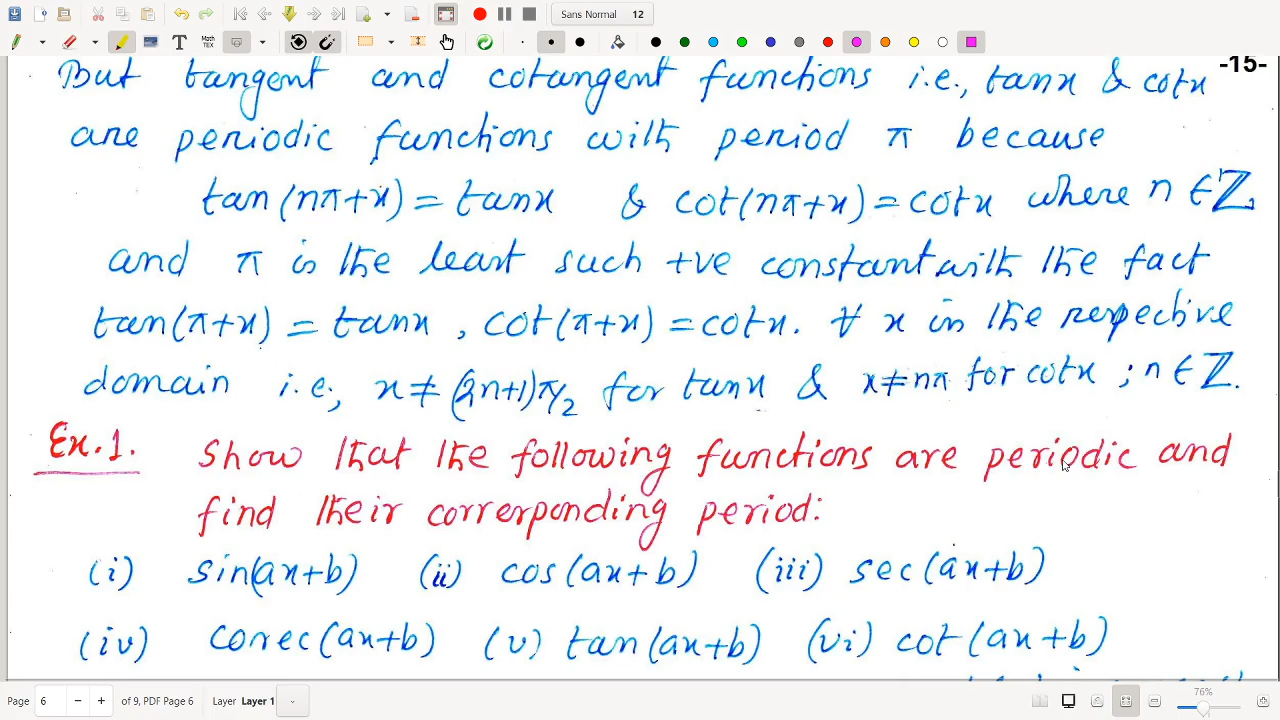 Sans Normal 12
-15-
But tangent and cotangent functions i.e., tanx & cotx
are periodic functions with period π because
tan(nπ+x) = tanx & cot(nπ+x) = cotx where n ∈ ℤ,
and π is the least such +ve constant with the fact
tan(π+x) = tanx, cot(π+x) = cotx. ∀ x in the respective
domain i.e., x ≠ (2n+1)π/2 for tanx & x≠nπ for cotx ; n ∈ ℤ.
Ex.1. Show that the following functions are periodic and
find their corresponding period:
(i) sin(ax+b) (ii) cos(ax+b) (iii) sec(ax+b)
(iv) cosec(ax+b) (v) tan(ax+b) (vi) cot(ax+b)
Page 6 of 9, PDF Page 6 Layer Layer 1 76%